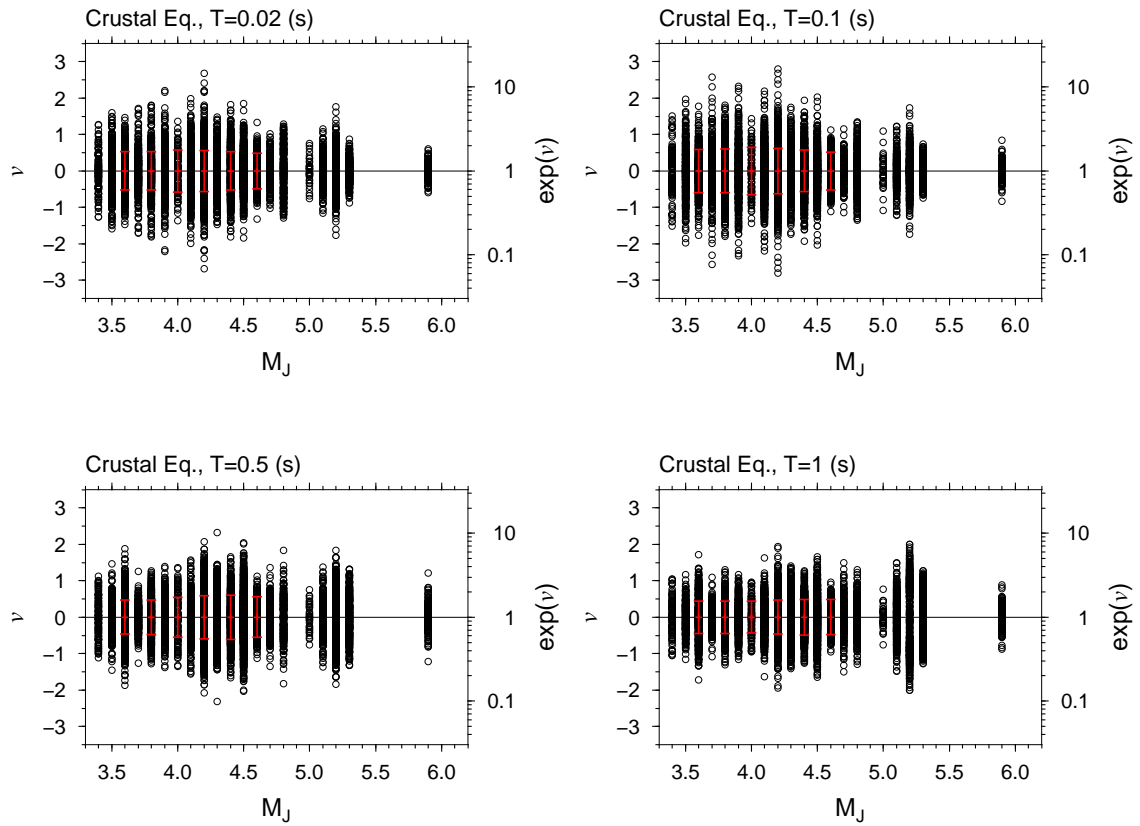 Crustal Eq., T=0.02 (s)
3
2
1
0
−1
−2
−3
ν
10
1
0.1
exp(ν)
3.5 4.0 4.5 5.0 5.5 6.0
M_J
Crustal Eq., T=0.1 (s)
3
2
1
0
−1
−2
−3
ν
10
1
0.1
exp(ν)
3.5 4.0 4.5 5.0 5.5 6.0
M_J
Crustal Eq., T=0.5 (s)
3
2
1
0
−1
−2
−3
ν
10
1
0.1
exp(ν)
3.5 4.0 4.5 5.0 5.5 6.0
M_J
Crustal Eq., T=1 (s)
3
2
1
0
−1
−2
−3
ν
10
1
0.1
exp(ν)
3.5 4.0 4.5 5.0 5.5 6.0
M_J